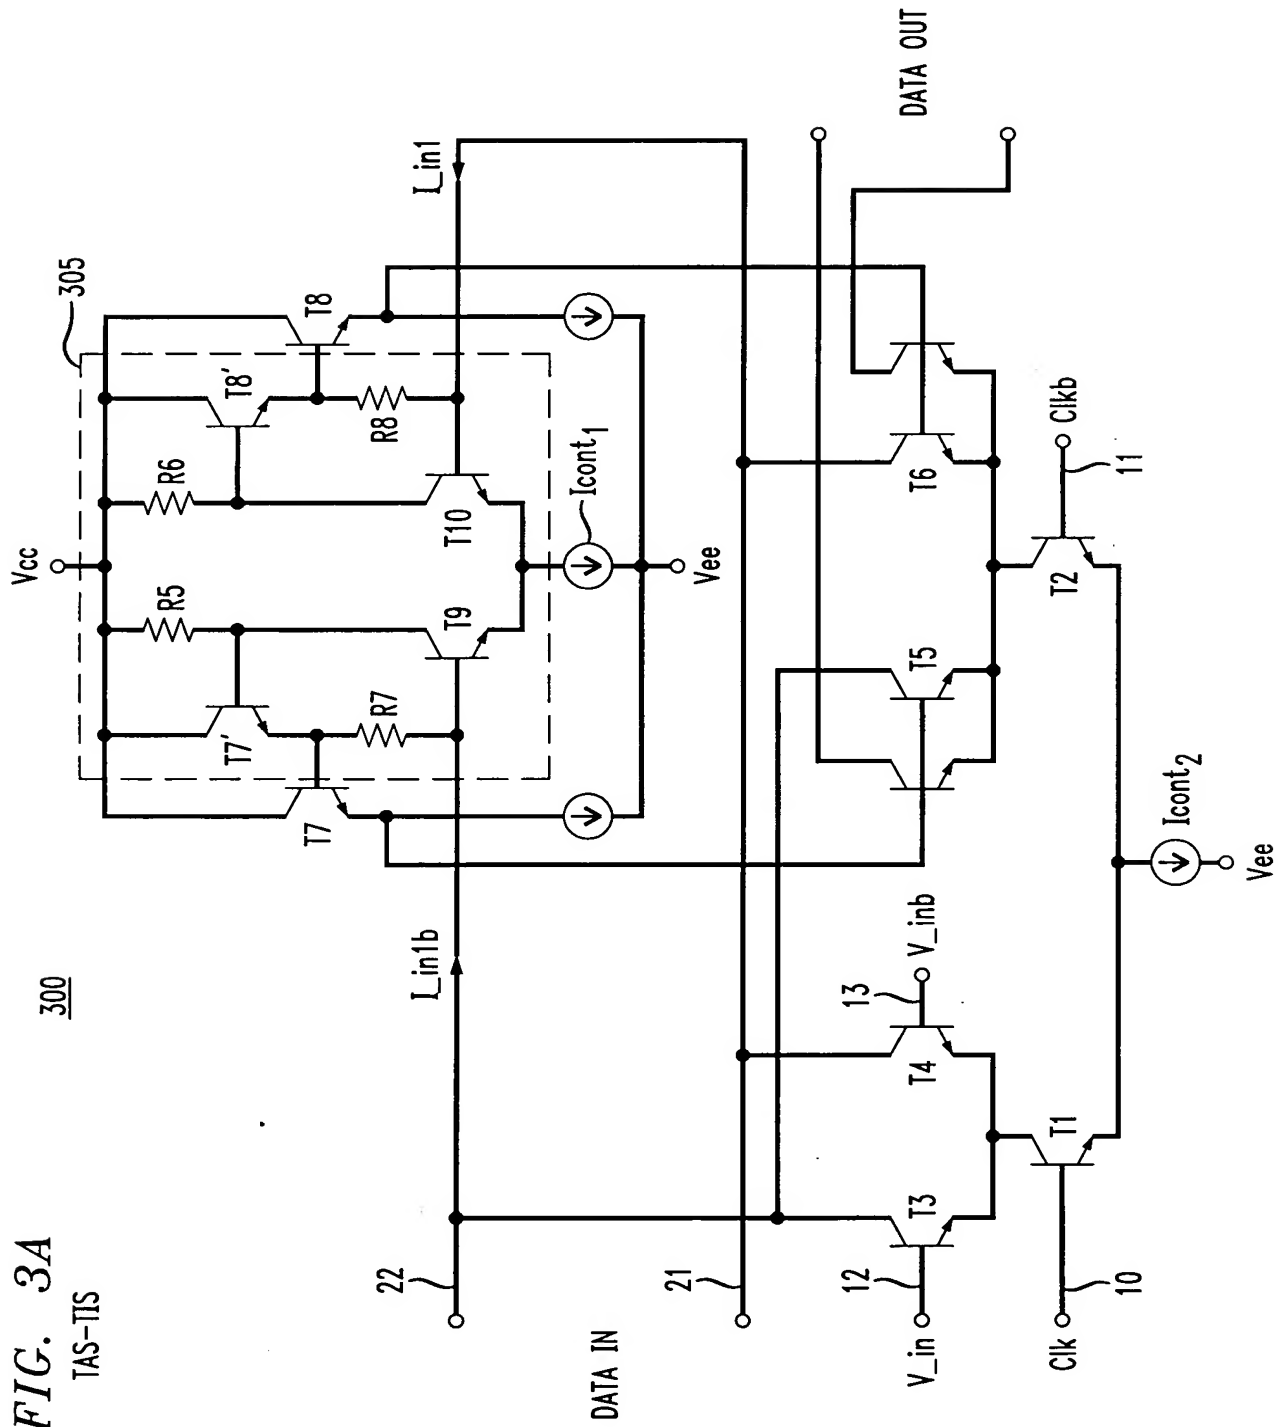 FIG. 3A
TAS-TIS
300
305
Vcc
R5
R6
T7'
T8'
T7
T8
R7
R8
T9
T10
Icont1
Vee
I_in1b
I_in1
22
21
DATA IN
DATA OUT
12
V_in
T3
T4
13
V_inb
T5
T6
10
Clk
T1
T2
11
Clkb
Icont2
Vee